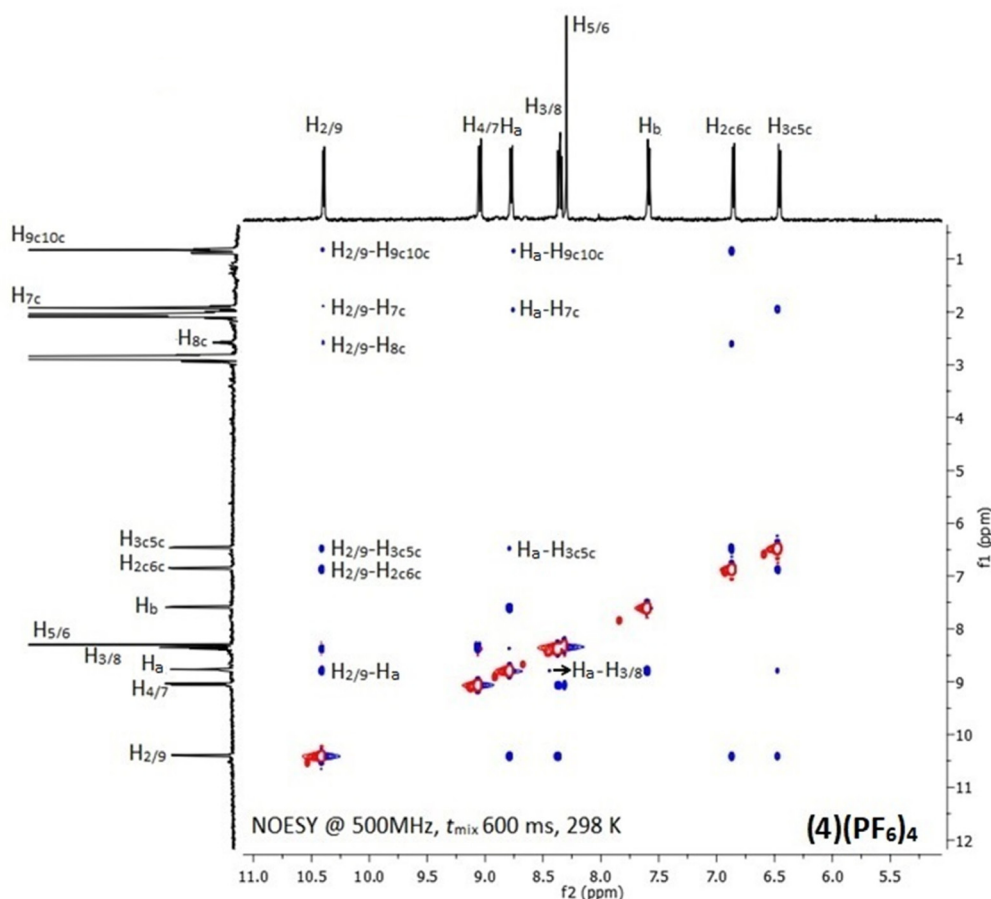 H5/6
H3/8
H2/9 H4/7 Ha Hb H2c6c H3c5c
H9c10c H2/9-H9c10c Ha-H9c10c 1
H7c H2/9-H7c Ha-H7c 2
H8c H2/9-H8c
3
4
5
6
H3c5c H2/9-H3c5c Ha-H3c5c
H2c6c H2/9-H2c6c 7
Hb
H5/6 8
H3/8
Ha H2/9-Ha Ha-H3/8
H4/7 9
10
H2/9
11
NOESY @ 500MHz, tmix 600 ms, 298 K (4)(PF6)4
12
11.0 10.5 10.0 9.5 9.0 8.5 8.0 7.5 7.0 6.5 6.0 5.5
f2 (ppm)
f1 (ppm)